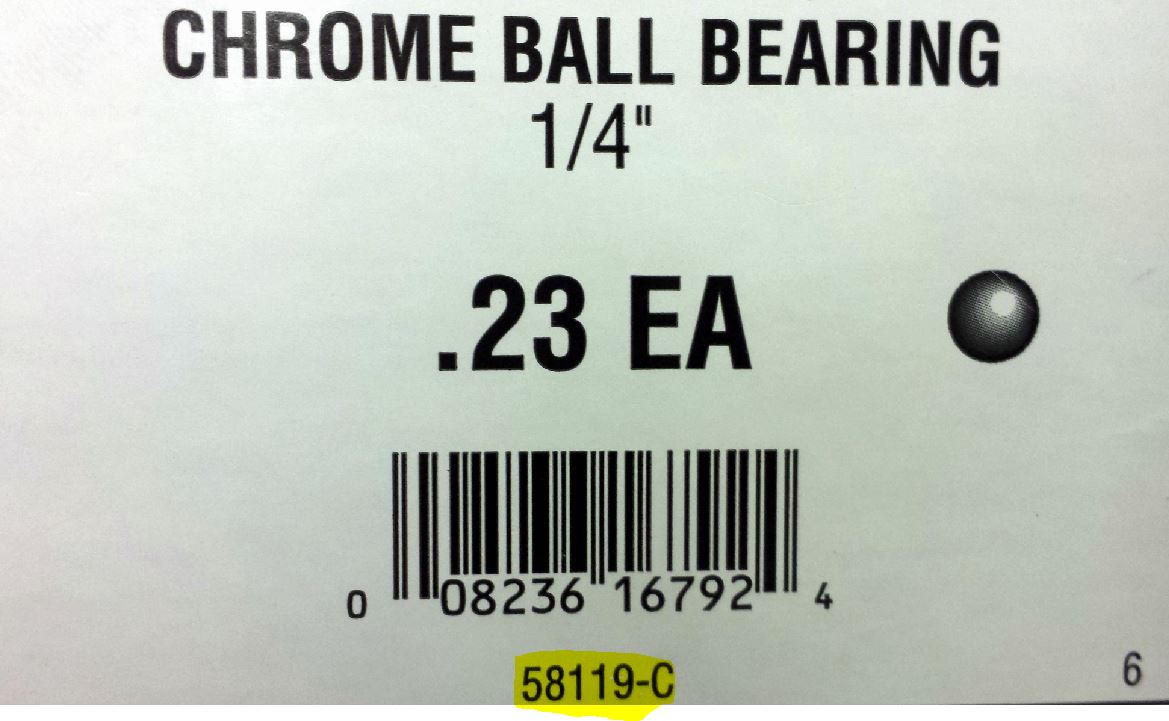 CHROME BALL BEARING
1/4"
.23 EA
0 08236 16792 4
58119-C
6